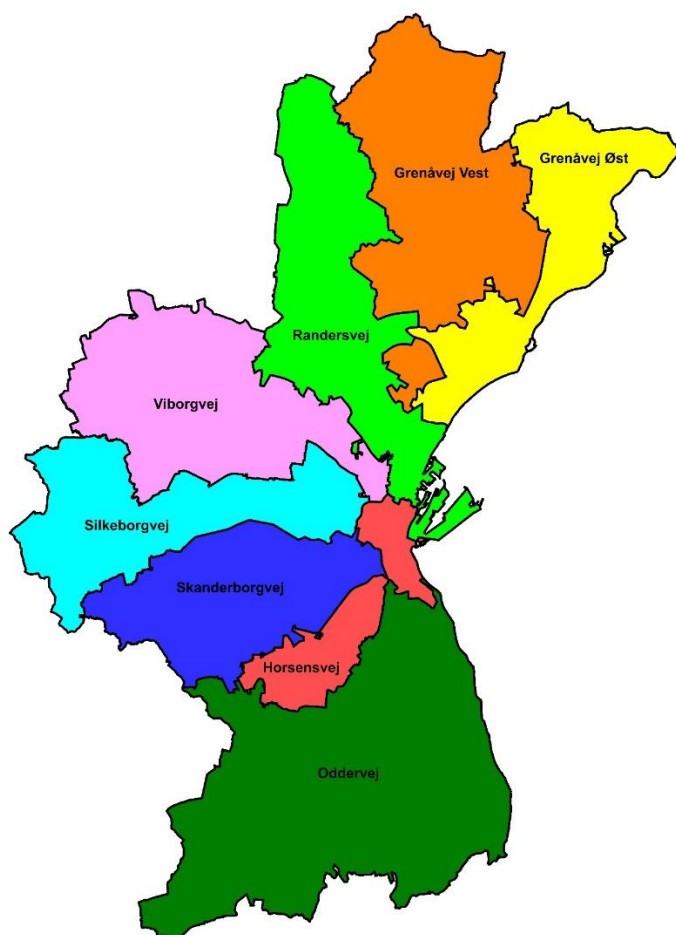 Grenåvej Øst
Grenåvej Vest
Randersvej
Viborgvej
Silkeborgvej
Skanderborgvej
Horsensvej
Oddervej